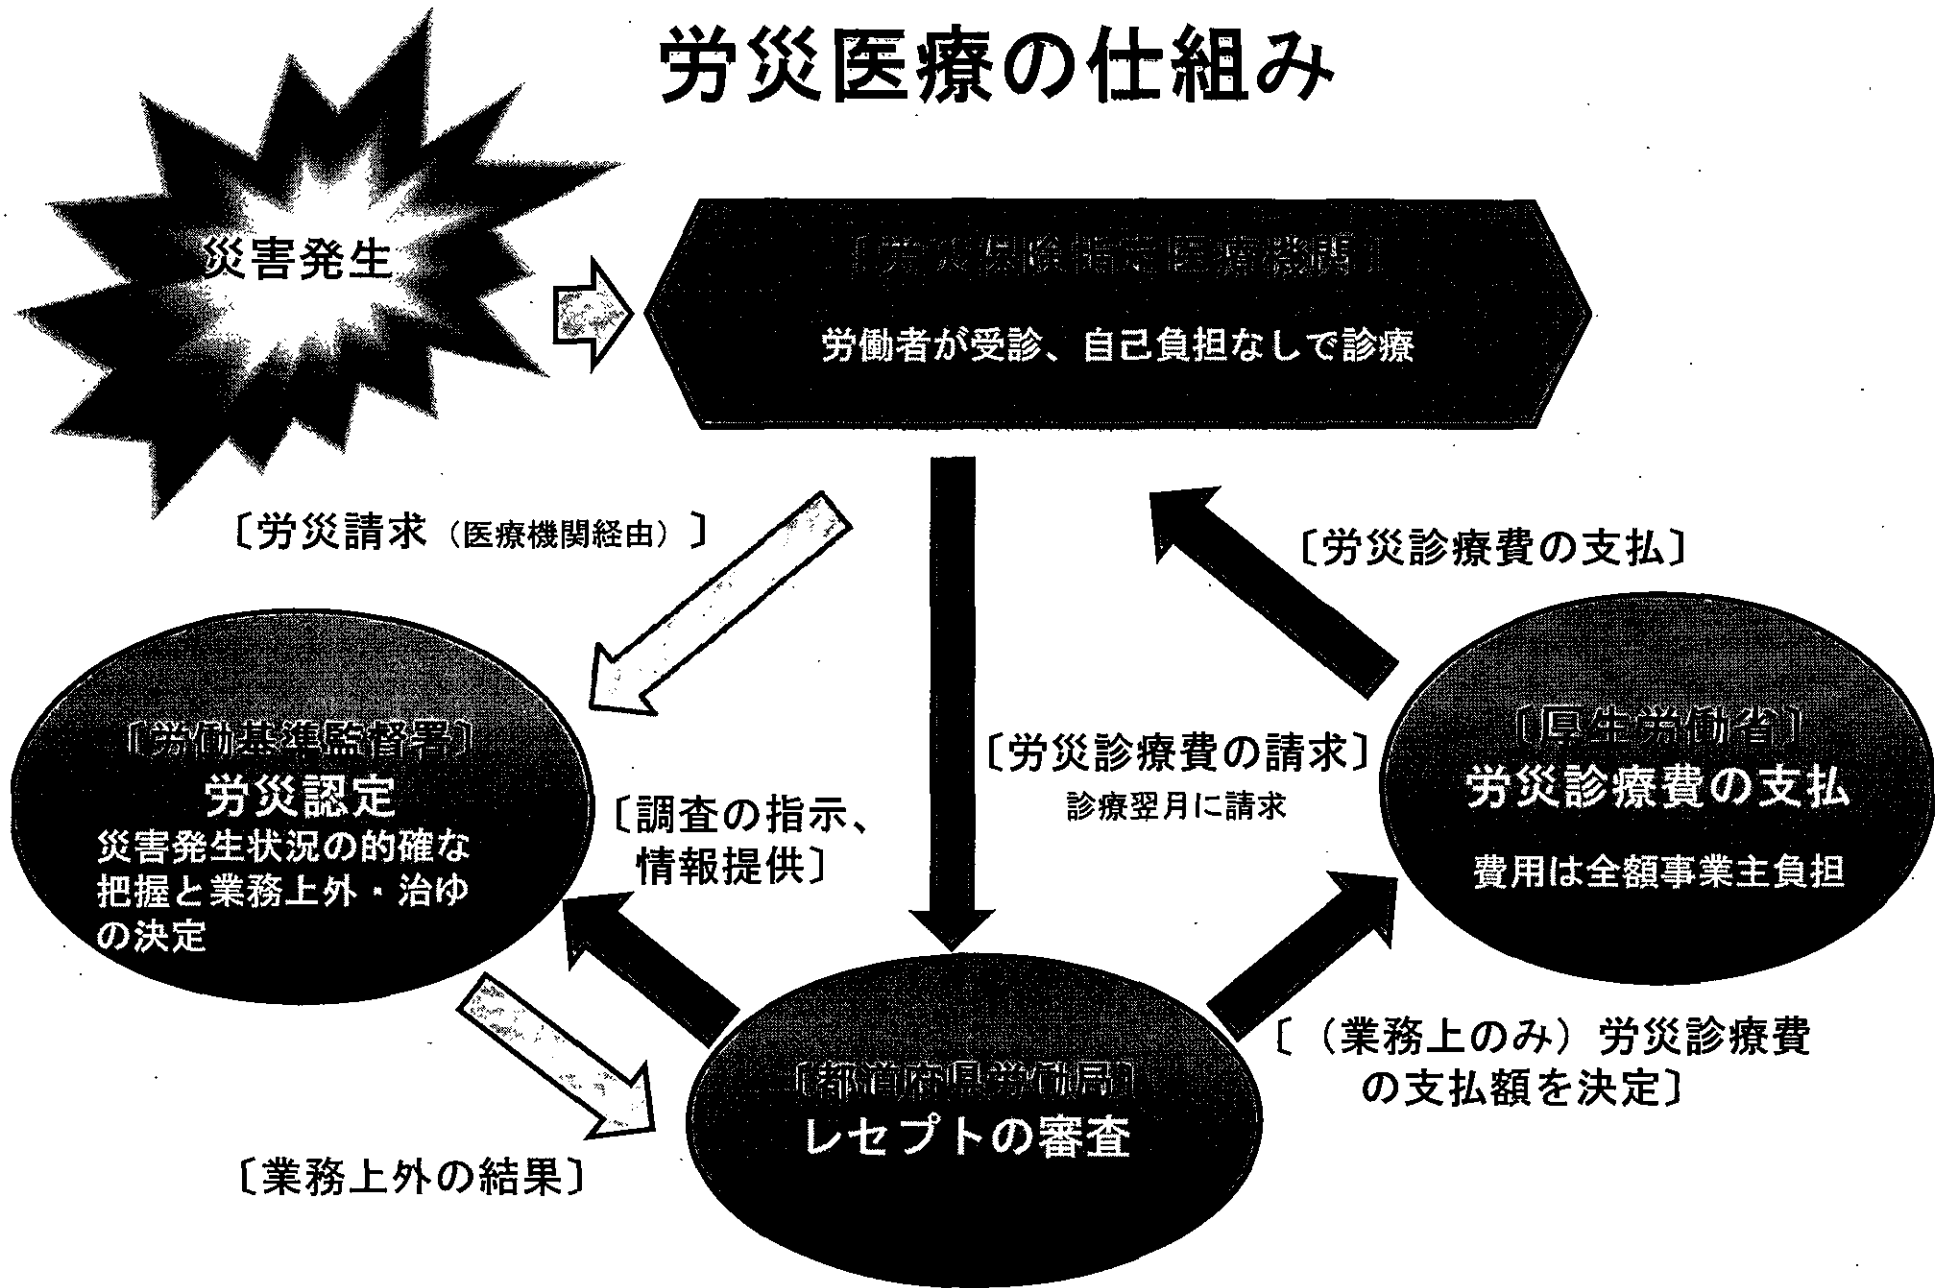 労災医療の仕組み
災害発生
〔労災保険指定医療機関〕
労働者が受診、自己負担なしで診療
〔労災請求（医療機関経由）〕
〔労災診療費の支払〕
〔労働基準監督署〕
労災認定
災害発生状況の的確な
把握と業務上外・治ゆ
の決定
〔調査の指示、
情報提供〕
〔労災診療費の請求〕
診療翌月に請求
〔厚生労働省〕
労災診療費の支払
費用は全額事業主負担
〔（業務上のみ）労災診療費
の支払額を決定〕
〔都道府県労働局〕
レセプトの審査
〔業務上外の結果〕